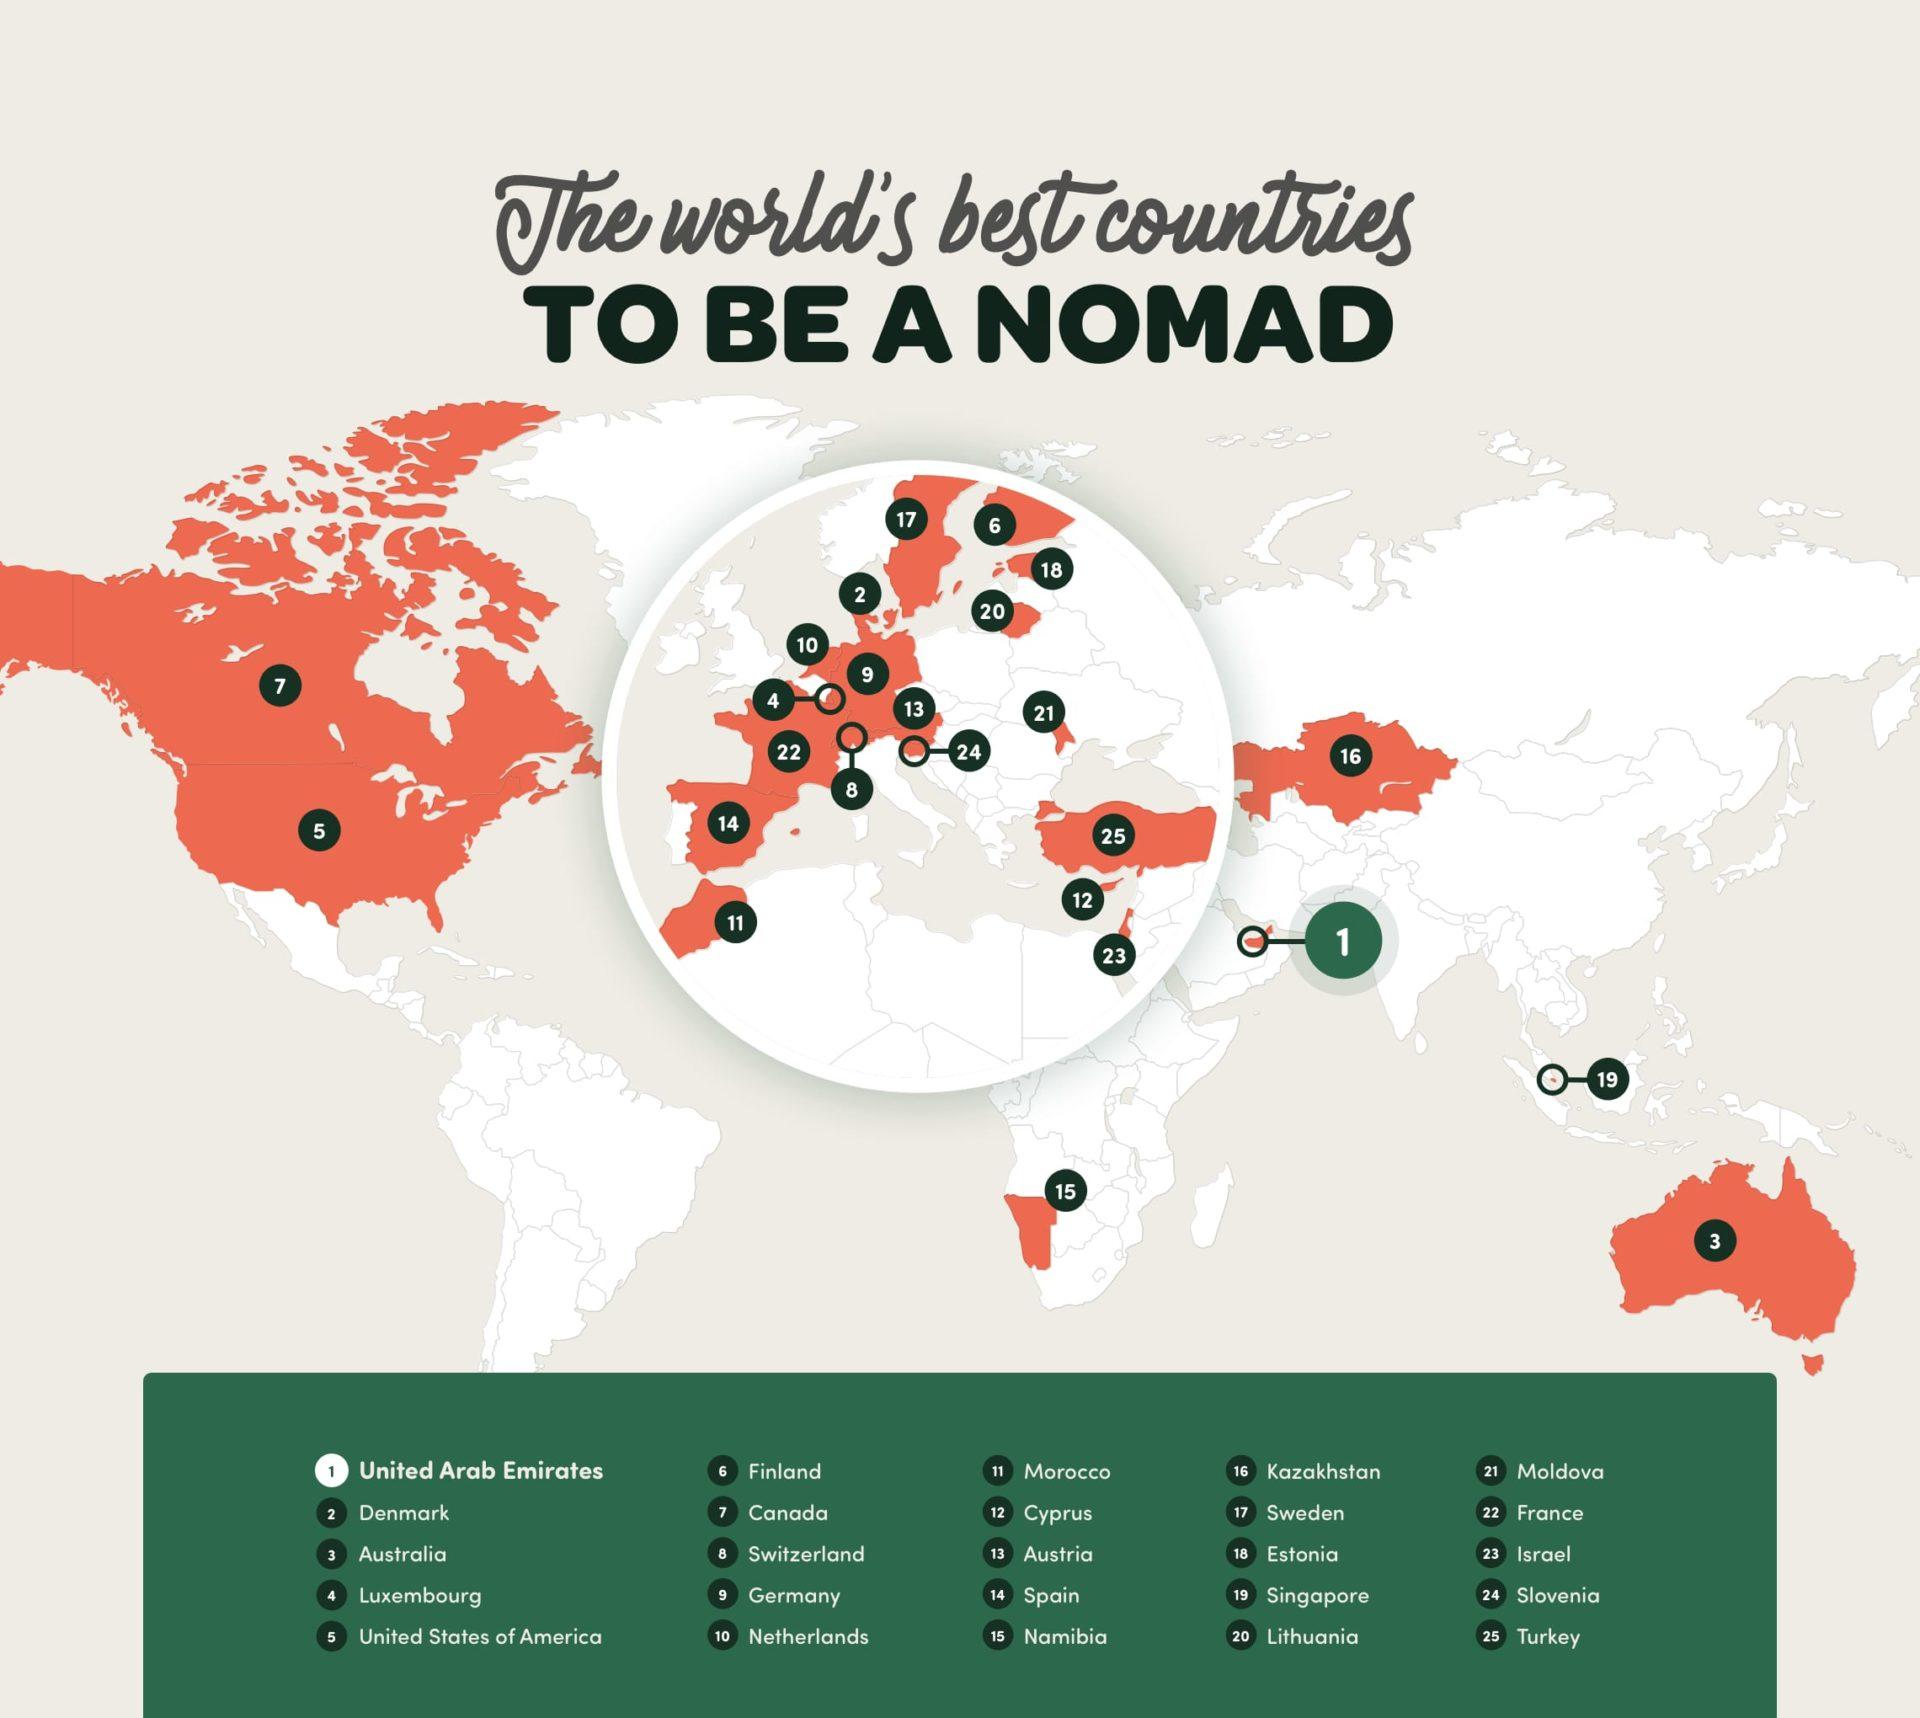 The world's best countries
TO BE A NOMAD
17
6
18
2
20
10
9
7
4
13
21
22
24
16
8
14
5
25
12
11
1
23
19
15
3
1 United Arab Emirates
2 Denmark
3 Australia
4 Luxembourg
5 United States of America
6 Finland
7 Canada
8 Switzerland
9 Germany
10 Netherlands
11 Morocco
12 Cyprus
13 Austria
14 Spain
15 Namibia
16 Kazakhstan
17 Sweden
18 Estonia
19 Singapore
20 Lithuania
21 Moldova
22 France
23 Israel
24 Slovenia
25 Turkey